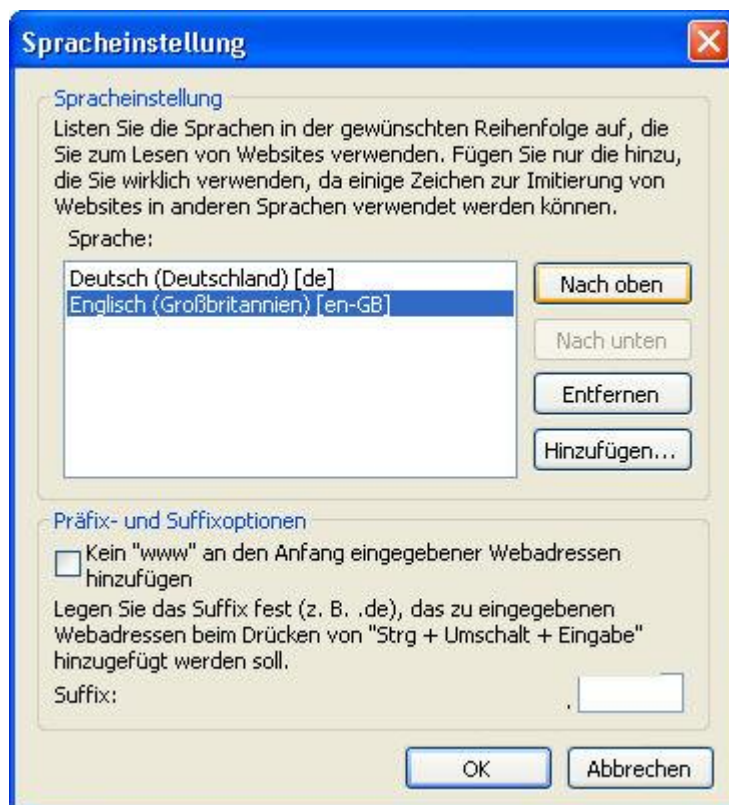 Spracheinstellung
Spracheinstellung
Listen Sie die Sprachen in der gewünschten Reihenfolge auf, die
Sie zum Lesen von Websites verwenden. Fügen Sie nur die hinzu,
die Sie wirklich verwenden, da einige Zeichen zur Imitierung von
Websites in anderen Sprachen verwendet werden können.
Sprache:
Deutsch (Deutschland) [de]
Englisch (Großbritannien) [en-GB]
Nach oben
Nach unten
Entfernen
Hinzufügen...
Präfix- und Suffixoptionen
Kein "www" an den Anfang eingegebener Webadressen
hinzufügen
Legen Sie das Suffix fest (z. B. .de), das zu eingegebenen
Webadressen beim Drücken von "Strg + Umschalt + Eingabe"
hinzugefügt werden soll.
Suffix: .
OK
Abbrechen